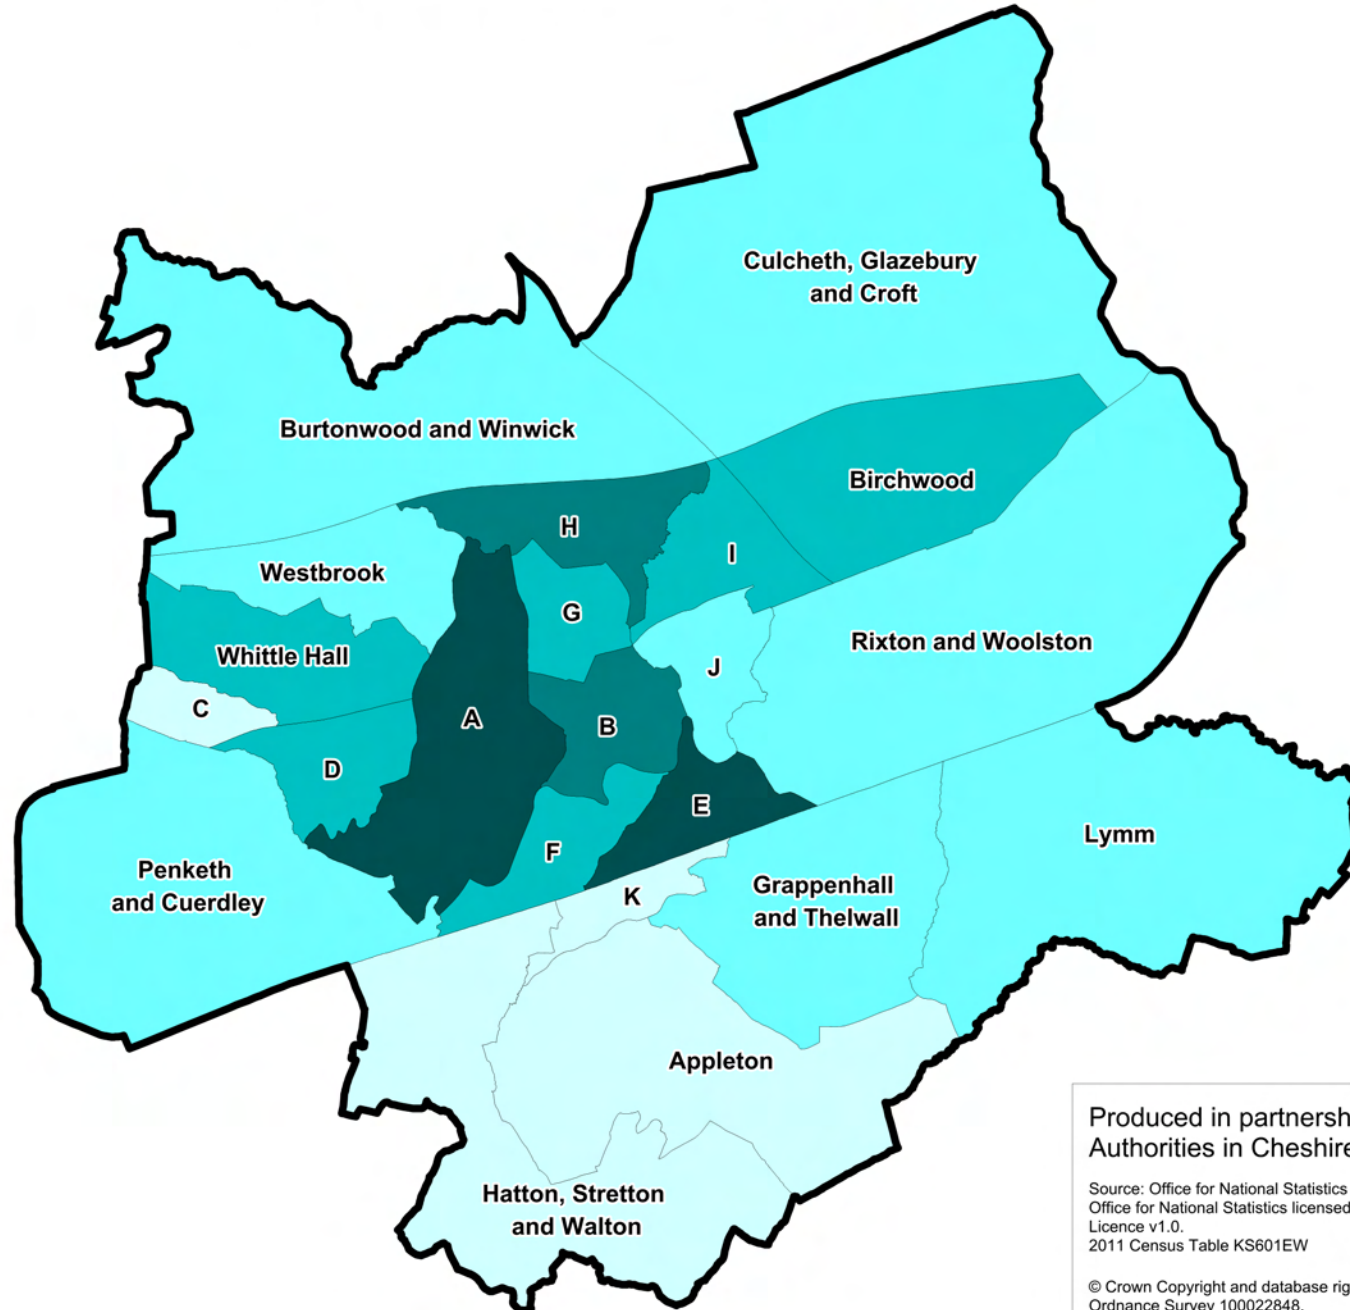 Culcheth, Glazebury
and Croft
Burtonwood and Winwick
Birchwood
H
I
Westbrook
G
Rixton and Woolston
Whittle Hall
J
C
A
B
D
E
Lymm
F
Penketh
and Cuerdley
Grappenhall
and Thelwall
K
Appleton
Hatton, Stretton
and Walton
Produced in partnersh
Authorities in Cheshire
Source: Office for National Statistics
Office for National Statistics licensed
Licence v1.0.
2011 Census Table KS601EW
© Crown Copyright and database rig
Ordnance Survey 100022848.